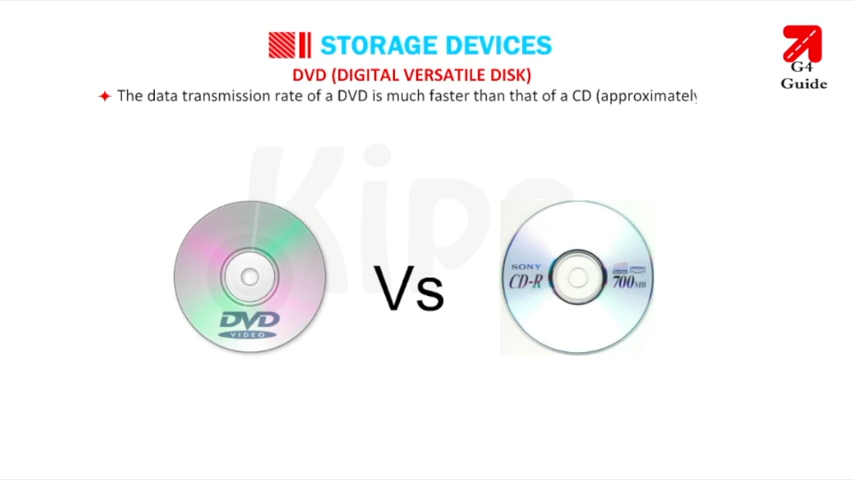 STORAGE DEVICES
DVD (DIGITAL VERSATILE DISK)
The data transmission rate of a DVD is much faster than that of a CD (approximately
G4
Guide
Kips
Vs
DVD
VIDEO
SONY
CD-R
700MB